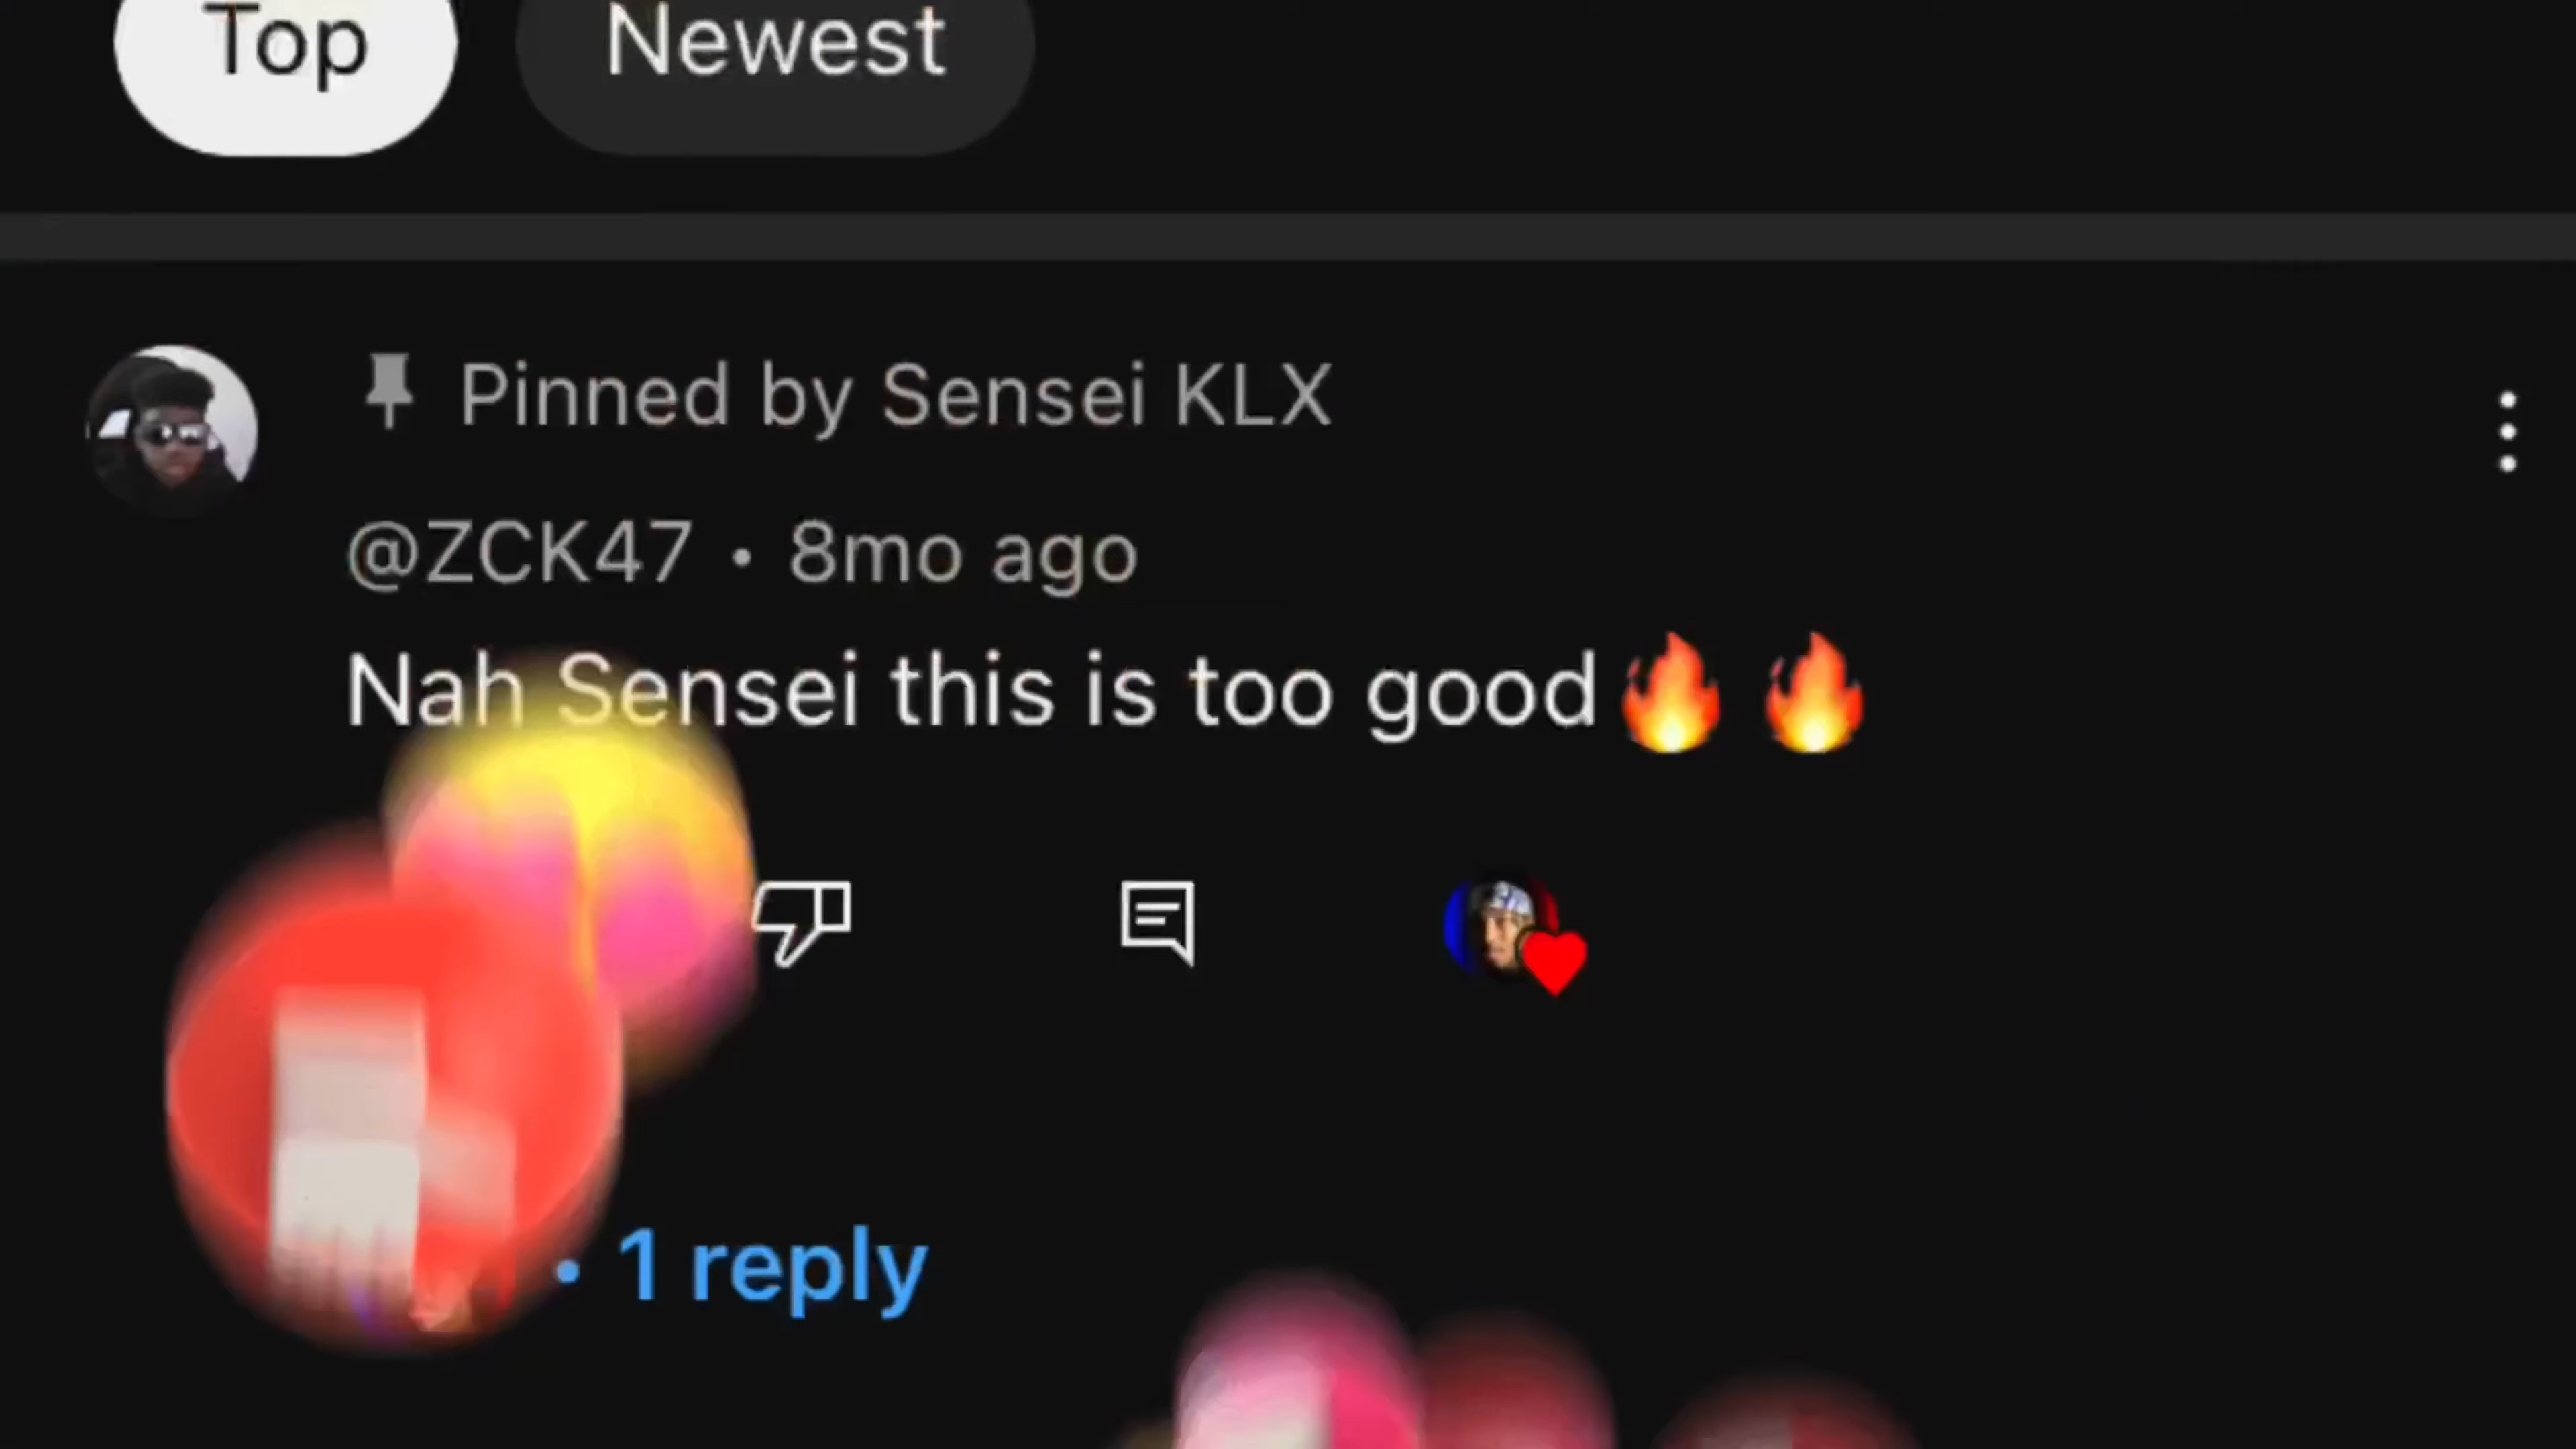 Top
Newest
Pinned by Sensei KLX
@ZCK47 • 8mo ago
Nah Sensei this is too good🔥 🔥
• 1 reply